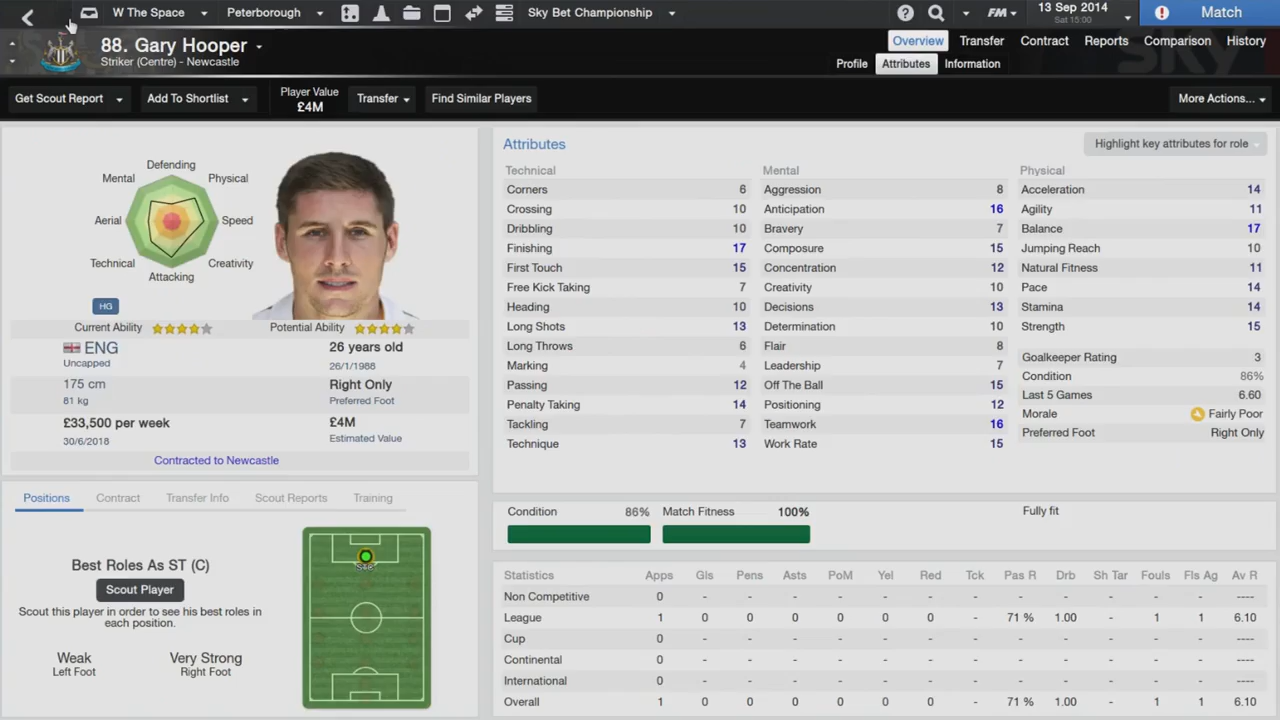 W The Space Peterborough Sky Bet Championship FM 13 Sep 2014 Sat 15:00 Match
88. Gary Hooper
Striker (Centre) - Newcastle
Overview Transfer Contract Reports Comparison History
Profile Attributes Information
Get Scout Report Add To Shortlist Player Value £4M Transfer Find Similar Players More Actions...
Defending
Mental Physical
Aerial Speed
Technical Creativity
Attacking
HG
Current Ability Potential Ability
ENG 26 years old
Uncapped 26/1/1988
175 cm Right Only
81 kg Preferred Foot
£33,500 per week £4M
30/6/2018 Estimated Value
Contracted to Newcastle
Positions Contract Transfer Info Scout Reports Training
Best Roles As ST (C)
Scout Player
Scout this player in order to see his best roles in
each position.
Weak Very Strong
Left Foot Right Foot
Attributes Highlight key attributes for role
Technical Mental Physical
Corners 6 Aggression 8 Acceleration 14
Crossing 10 Anticipation 16 Agility 11
Dribbling 10 Bravery 7 Balance 17
Finishing 17 Composure 15 Jumping Reach 10
First Touch 15 Concentration 12 Natural Fitness 11
Free Kick Taking 7 Creativity 10 Pace 14
Heading 10 Decisions 13 Stamina 14
Long Shots 13 Determination 10 Strength 15
Long Throws 6 Flair 8 Goalkeeper Rating 3
Marking 4 Leadership 7 Condition 86%
Passing 12 Off The Ball 15 Last 5 Games 6.60
Penalty Taking 14 Positioning 12 Morale Fairly Poor
Tackling 7 Teamwork 16 Preferred Foot Right Only
Technique 13 Work Rate 15
Condition 86% Match Fitness 100% Fully fit
Statistics Apps Gls Pens Asts PoM Yel Red Tck Pas R Drb Sh Tar Fouls Fls Ag Av R
Non Competitive 0 - - - - - - - - - - - - ----
League 1 0 0 0 0 0 0 - 71 % 1.00 - 1 1 6.10
Cup 0 - - - - - - - - - - - - ----
Continental 0 - - - - - - - - - - - - ----
International 0 - - - - - - - - - - - - ----
Overall 1 0 0 0 0 0 0 - 71 % 1.00 - 1 1 6.10